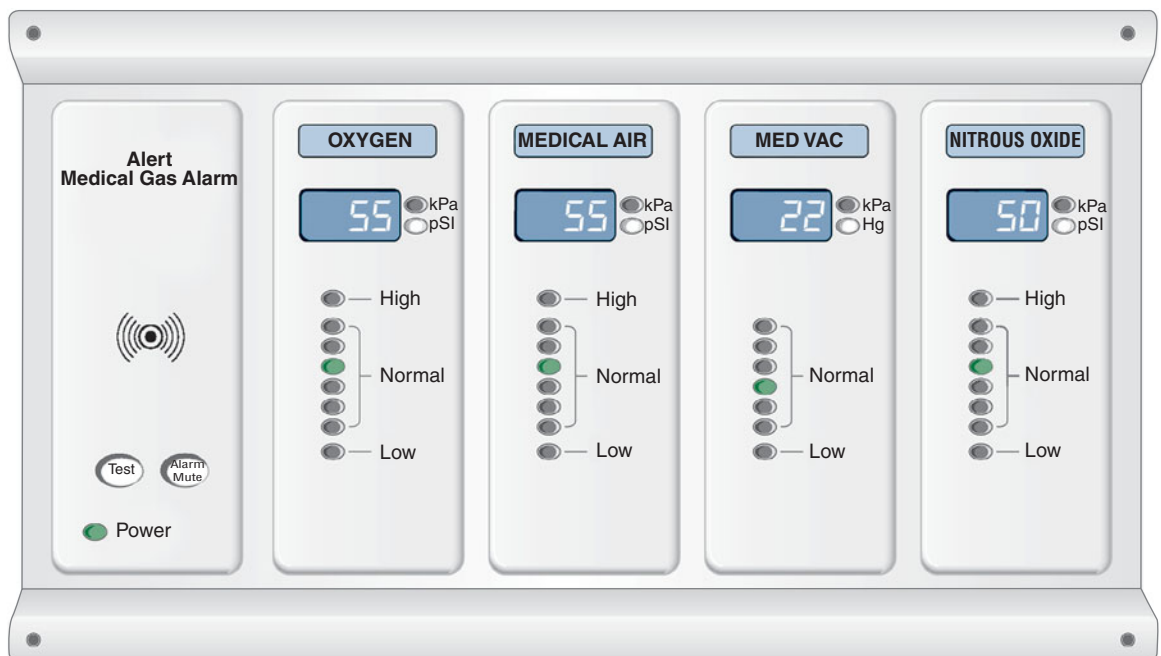 Alert
Medical Gas Alarm
Test
Alarm
Mute
Power
OXYGEN
55
kPa
pSI
High
Normal
Low
MEDICAL AIR
55
kPa
pSI
High
Normal
Low
MED VAC
22
kPa
Hg
Normal
Low
NITROUS OXIDE
50
kPa
pSI
High
Normal
Low